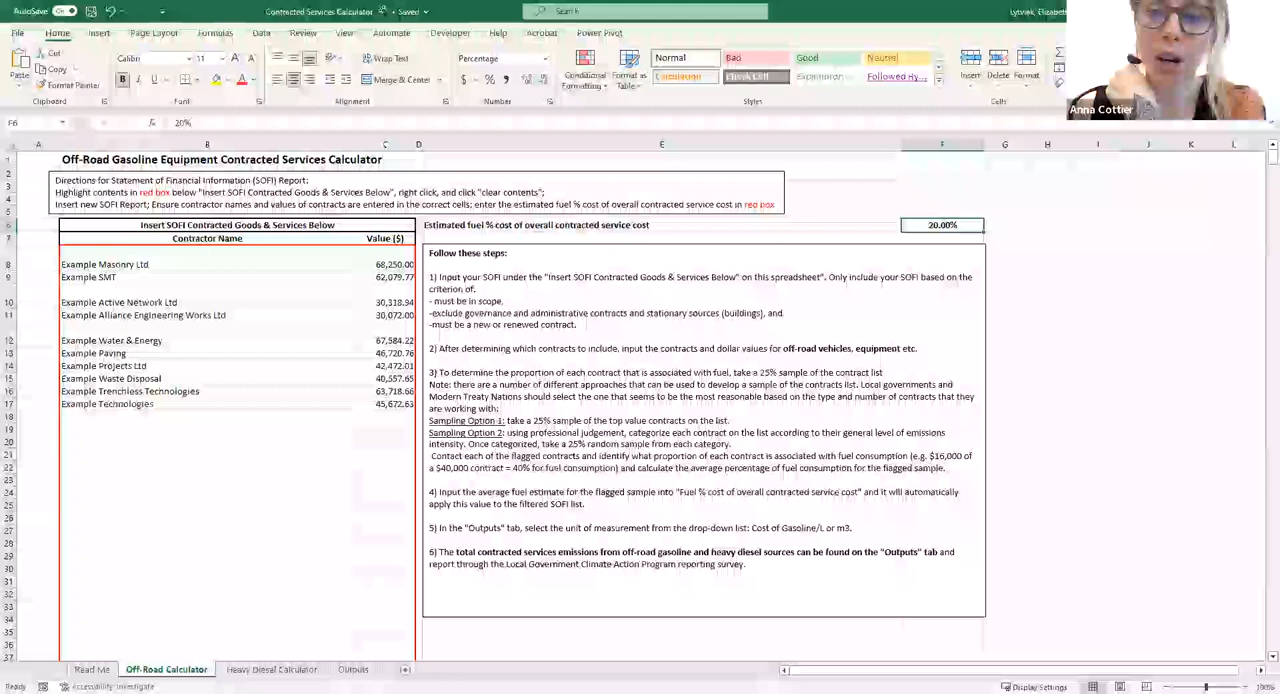 AutoSave On Contracted Services Calculator Saved Search
File Home Insert Page Layout Formulas Data Review View Automate Developer Help Acrobat Power Pivot
Cut
Copy
Format Painter
Paste
Calibri 11
Wrap Text
Merge & Center
Percentage
Conditional Formatting
Format as Table
Normal Bad Good Neutral
Calculation Check Cell Explanatory Followed Hy...
Insert Delete Format
Clipboard Font Alignment Number Styles Cells
Anna Cottier
F6 fx 20%
A B C D E F G H I J K L
Off-Road Gasoline Equipment Contracted Services Calculator
Directions for Statement of Financial Information (SOFI) Report:
Highlight contents in red box below "Insert SOFI Contracted Goods & Services Below", right click, and click "clear contents";
Insert new SOFI Report; Ensure contractor names and values of contracts are entered in the correct cells; enter the estimated fuel % cost of overall contracted service cost in red box
Insert SOFI Contracted Goods & Services Below
Contractor Name Value ($)
Example Masonry Ltd 68,250.00
Example SMT 62,079.77
Example Active Network Ltd 30,318.94
Example Alliance Engineering Works Ltd 30,072.00
Example Water & Energy 67,584.22
Example Paving 46,720.76
Example Projects Ltd 42,472.01
Example Waste Disposal 40,557.65
Example Trenchless Technologies 63,718.66
Example Technologies 45,672.63
Estimated fuel % cost of overall contracted service cost 20.00%
Follow these steps:
1) Input your SOFI under the "Insert SOFI Contracted Goods & Services Below" on this spreadsheet". Only include your SOFI based on the
criterion of:
- must be in scope,
-exclude governance and administrative contracts and stationary sources (buildings), and
-must be a new or renewed contract.
2) After determining which contracts to include, input the contracts and dollar values for off-road vehicles, equipment etc.
3) To determine the proportion of each contract that is associated with fuel, take a 25% sample of the contract list
Note: there are a number of different approaches that can be used to develop a sample of the contracts list. Local governments and
Modern Treaty Nations should select the one that seems to be the most reasonable based on the type and number of contracts that they
are working with:
Sampling Option 1: take a 25% sample of the top value contracts on the list.
Sampling Option 2: using professional judgement, categorize each contract on the list according to their general level of emissions
intensity. Once categorized, take a 25% random sample from each category.
Contact each of the flagged contracts and identify what proportion of each contract is associated with fuel consumption (e.g. $16,000 of
a $40,000 contract = 40% for fuel consumption) and calculate the average percentage of fuel consumption for the flagged sample.
4) Input the average fuel estimate for the flagged sample into "Fuel % cost of overall contracted service cost" and it will automatically
apply this value to the filtered SOFI list.
5) In the "Outputs" tab, select the unit of measurement from the drop-down list: Cost of Gasoline/L or m3.
6) The total contracted services emissions from off-road gasoline and heavy diesel sources can be found on the "Outputs" tab and
report through the Local Government Climate Action Program reporting survey.
Read Me Off-Road Calculator Heavy Diesel Calculator Outputs
Ready Accessibility: Investigate Display Settings 100%